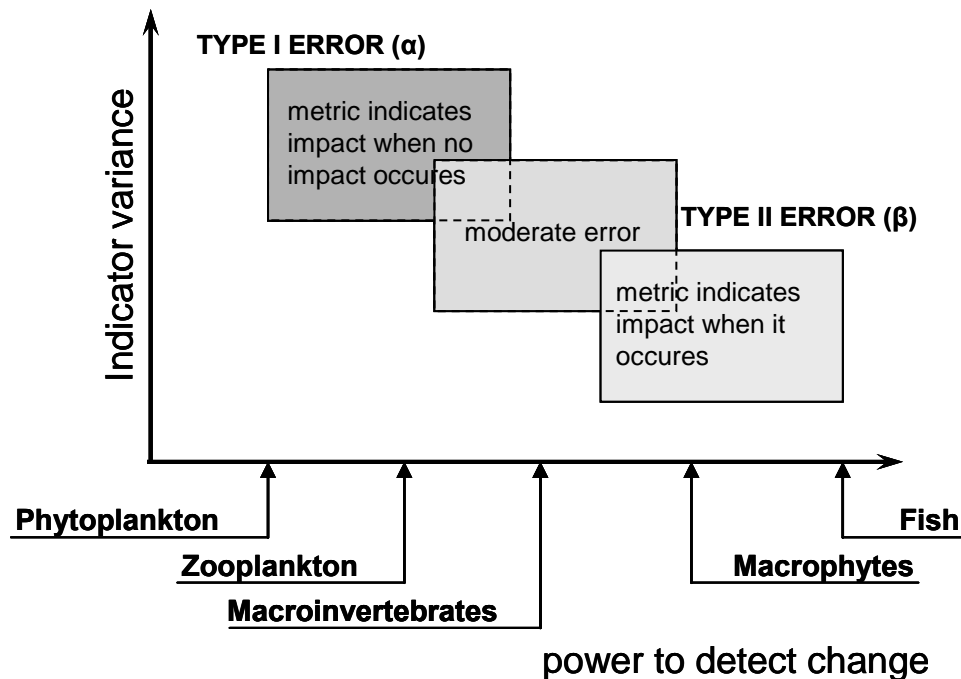 TYPE I ERROR (α)
Indicator variance
metric indicates
impact when no
impact occures
moderate error
TYPE II ERROR (β)
metric indicates
impact when it
occures
Phytoplankton
Fish
Zooplankton
Macrophytes
Macroinvertebrates
power to detect change